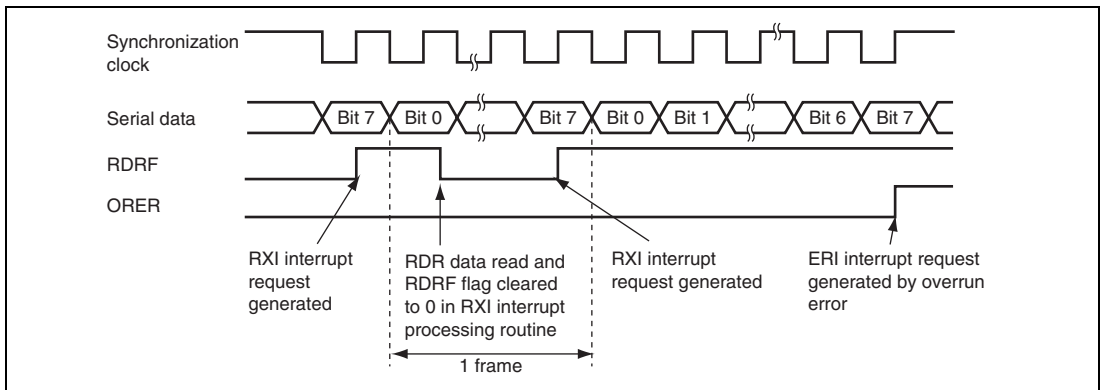 Synchronization
clock
Serial data
Bit 7
Bit 0
Bit 7
Bit 0
Bit 1
Bit 6
Bit 7
RDRF
ORER
RXI interrupt
request
generated
RDR data read and
RDRF flag cleared
to 0 in RXI interrupt
processing routine
RXI interrupt
request generated
ERI interrupt request
generated by overrun
error
1 frame